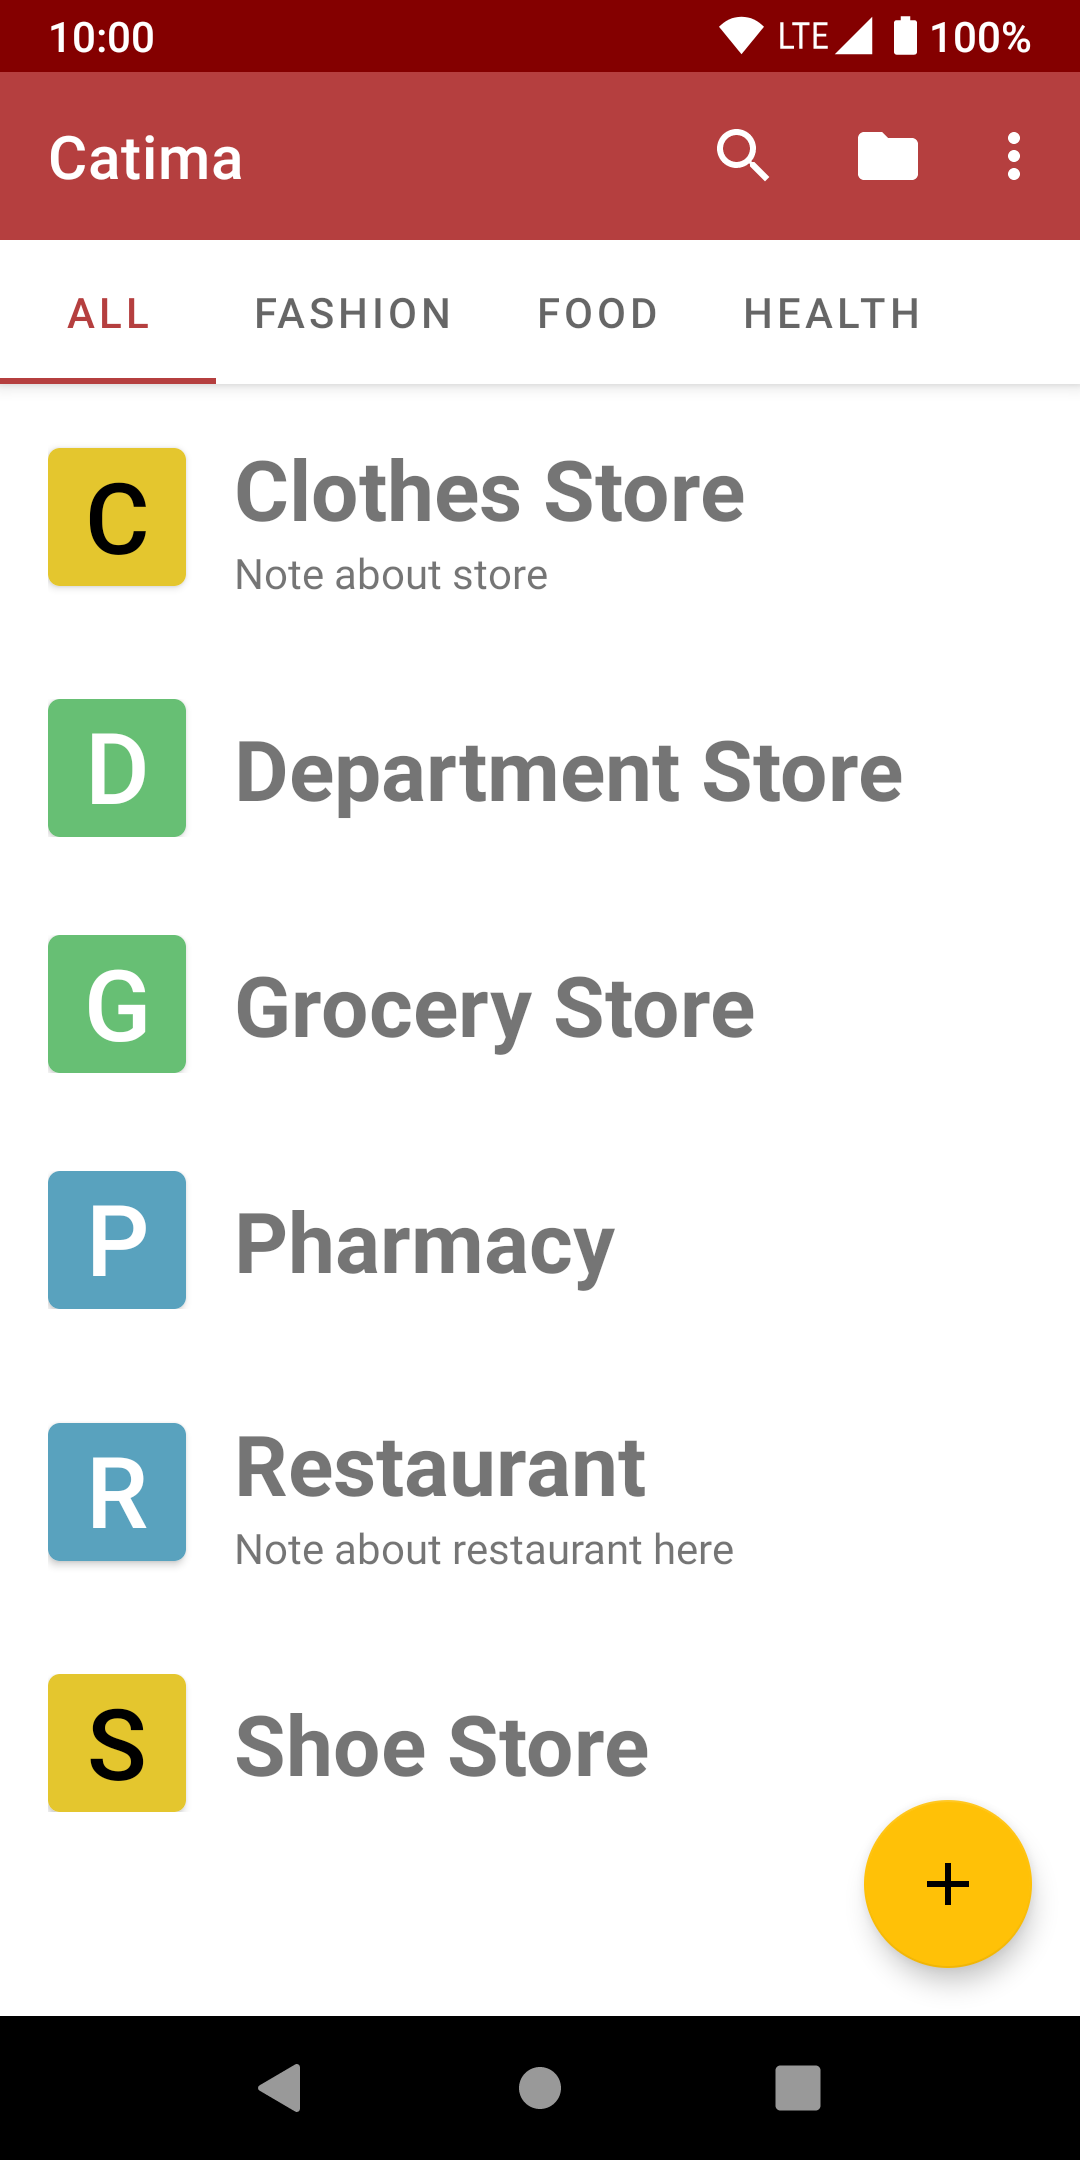 10:00 LTE 100%
Catima
ALL FASHION FOOD HEALTH
C Clothes Store
Note about store
D Department Store
G Grocery Store
P Pharmacy
R Restaurant
Note about restaurant here
S Shoe Store
+